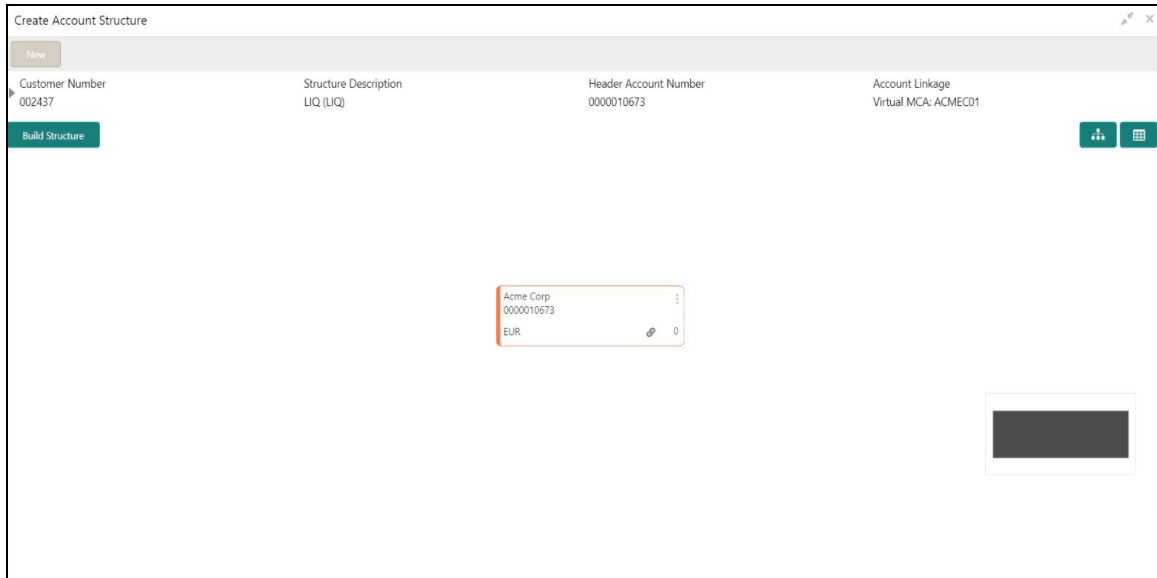 Create Account Structure
New
Customer Number
Structure Description
Header Account Number
Account Linkage
002437
LIQ (LIQ)
0000010673
Virtual MCA: ACMEC01
Build Structure
Acme Corp
0000010673
EUR
0